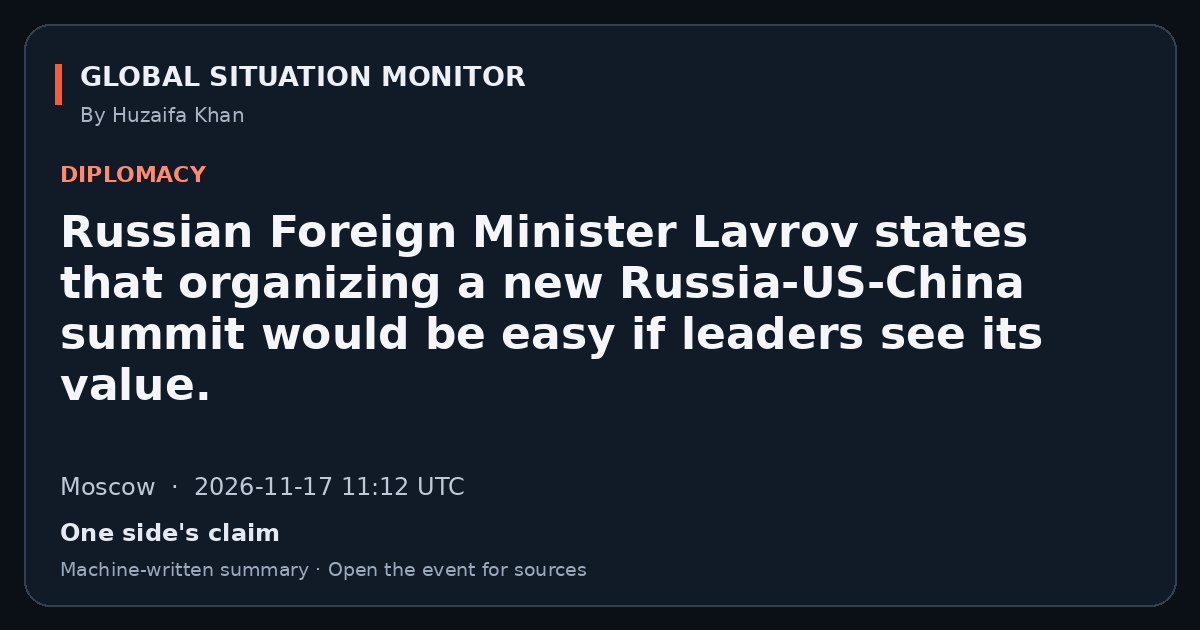 GLOBAL SITUATION MONITOR
By Huzaifa Khan
DIPLOMACY
Russian Foreign Minister Lavrov states
that organizing a new Russia-US-China
summit would be easy if leaders see its
value.
Moscow · 2026-11-17 11:12 UTC
One side's claim
Machine-written summary · Open the event for sources